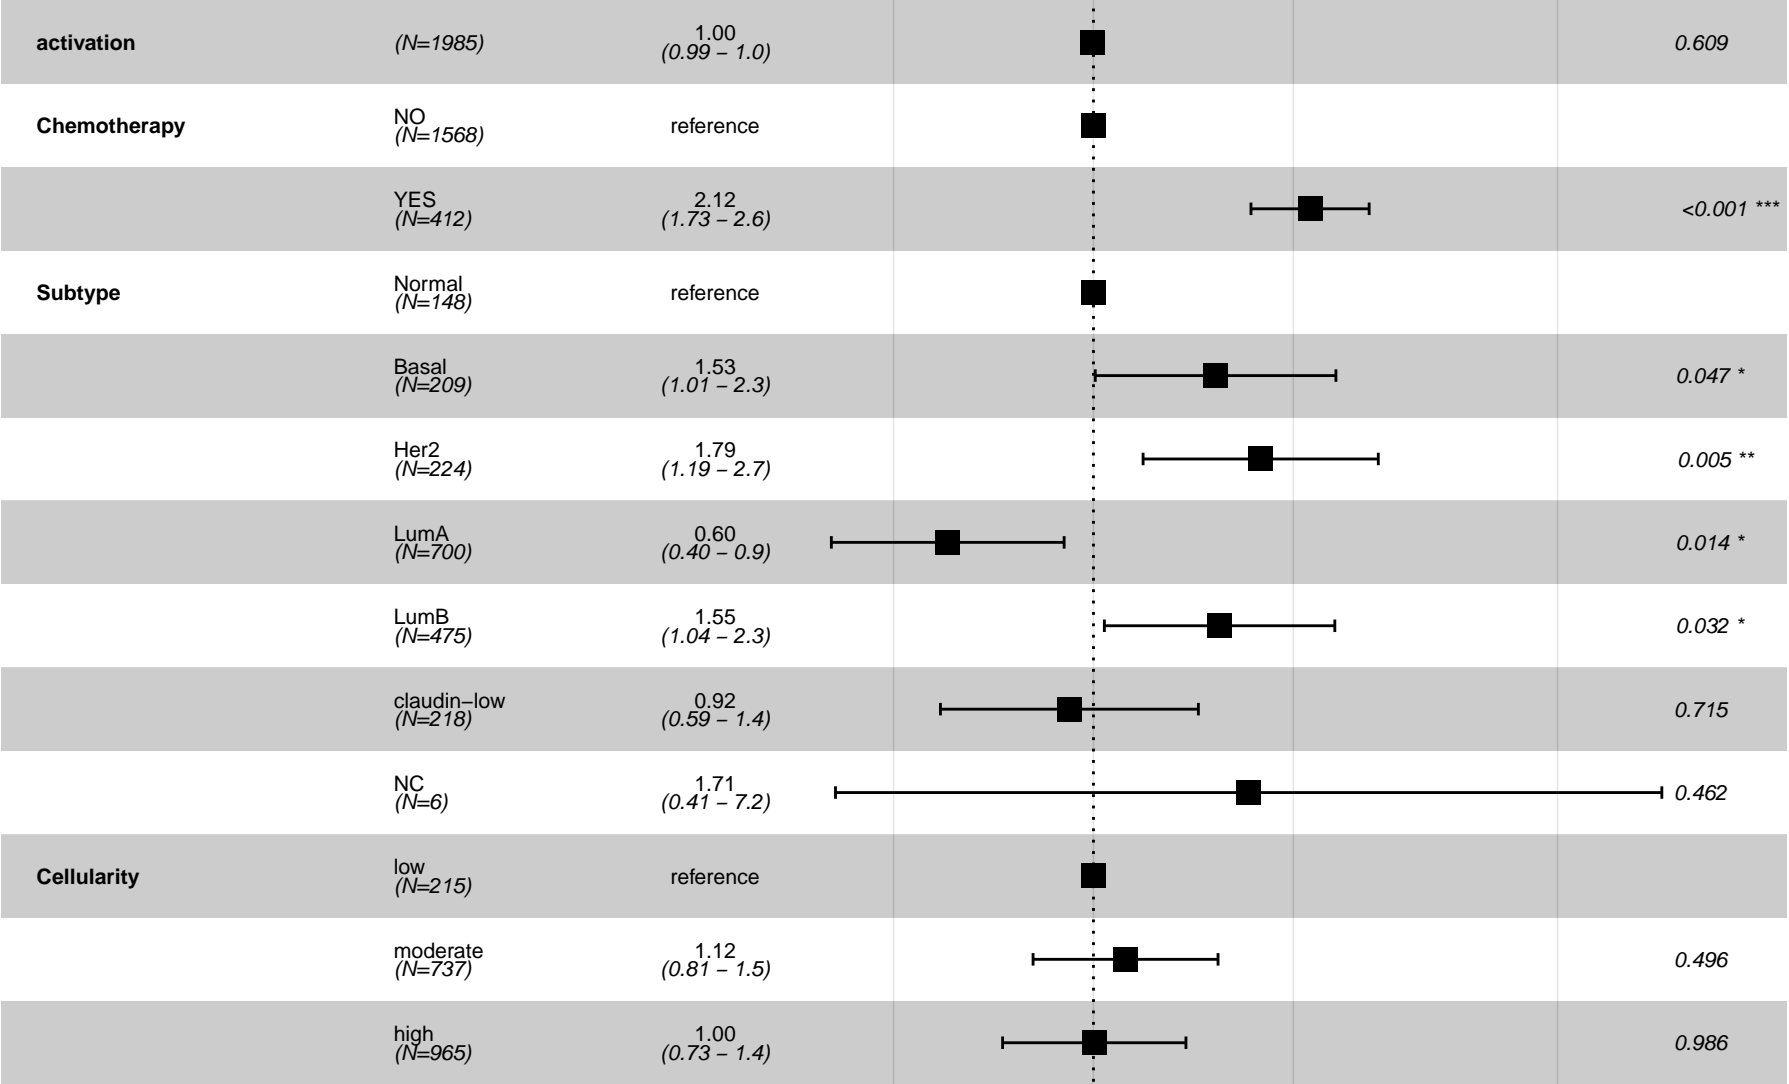 activation (N=1985) 1.00 0.609
(0.99 – 1.0)
Chemotherapy NO reference
(N=1568)
YES 2.12 <0.001 ***
(N=412) (1.73 – 2.6)
Subtype Normal reference
(N=148)
Basal 1.53 0.047 *
(N=209) (1.01 – 2.3)
Her2 1.79 0.005 **
(N=224) (1.19 – 2.7)
LumA 0.60 0.014 *
(N=700) (0.40 – 0.9)
LumB 1.55 0.032 *
(N=475) (1.04 – 2.3)
claudin–low 0.92 0.715
(N=218) (0.59 – 1.4)
NC 1.71 0.462
(N=6) (0.41 – 7.2)
Cellularity low reference
(N=215)
moderate 1.12 0.496
(N=737) (0.81 – 1.5)
high 1.00 0.986
(N=965) (0.73 – 1.4)